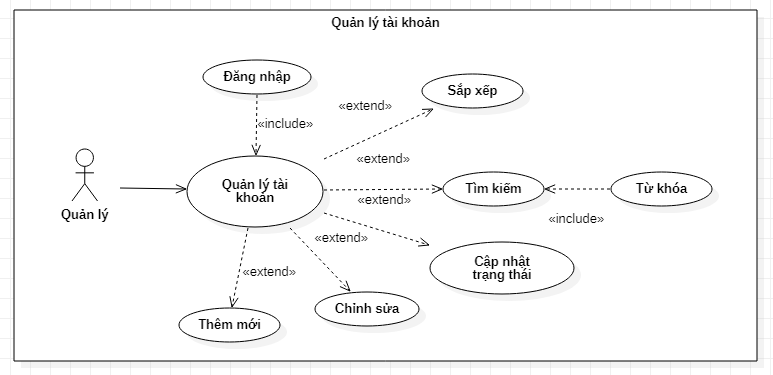 Quản lý tài khoản
Đăng nhập
Sắp xếp
«extend»
«include»
«extend»
Quản lý tài
khoản
Tìm kiếm
Từ khóa
«extend»
Quản lý
«include»
«extend»
Cập nhật
trạng thái
«extend»
Thêm mới
Chỉnh sửa